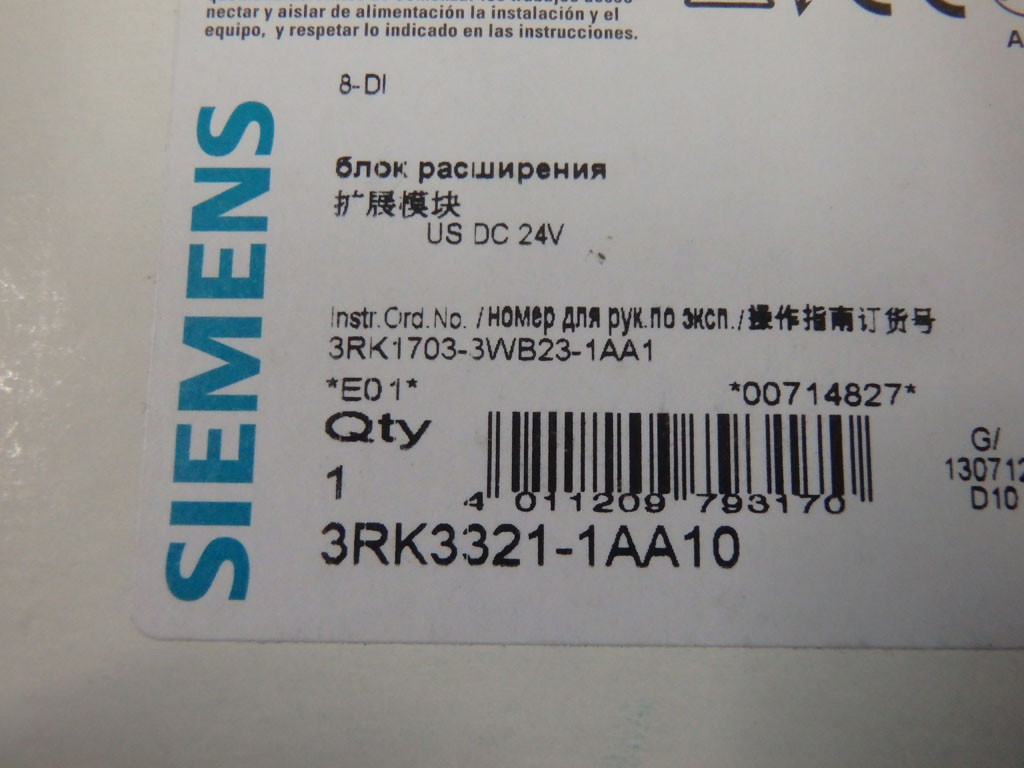 nectar y aislar de alimentación la instalación y el
equipo, y respetar lo indicado en las instrucciones.
8-DI
SIEMENS
блок расширения
扩展模块
US DC 24V
Instr.Ord.No. /номер для рук.по эксп./操作指南订货号
3RK1703-3WB23-1AA1
*E01* *00714827*
Qty
1
4 011209 793170
G/
130712
D10
3RK3321-1AA10